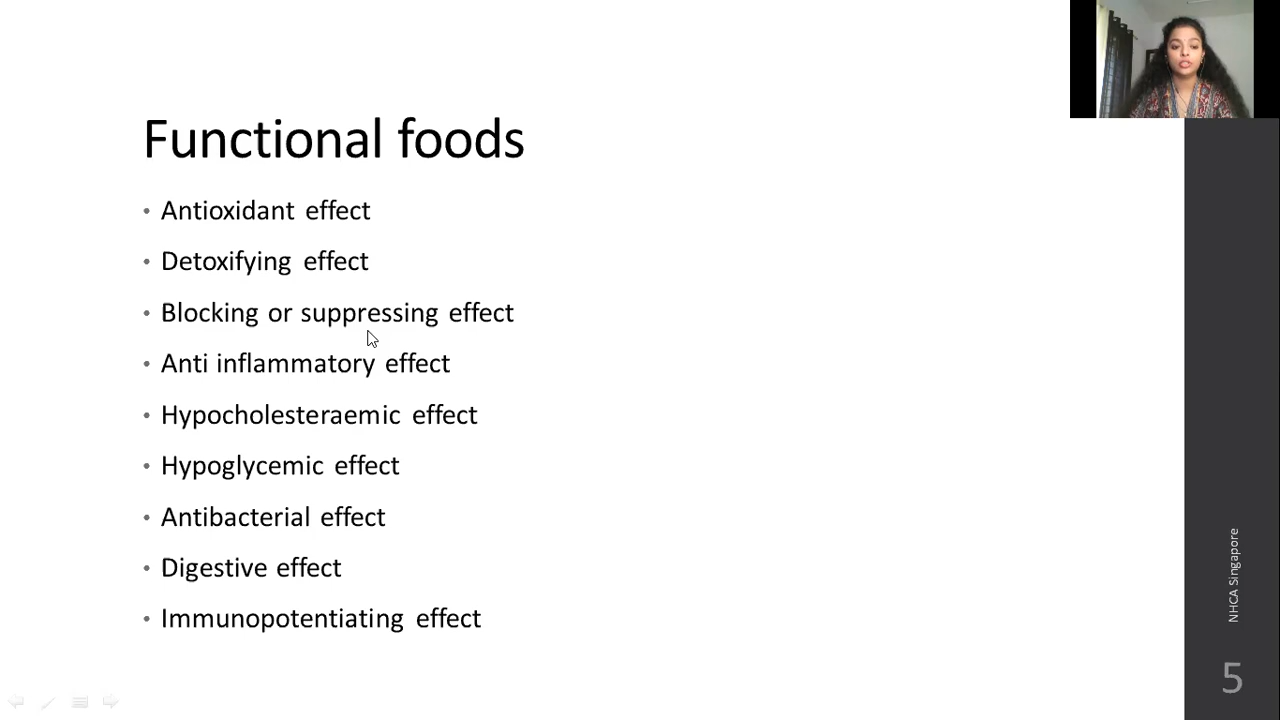 Functional foods
• Antioxidant effect
• Detoxifying effect
• Blocking or suppressing effect
• Anti inflammatory effect
• Hypocholesteraemic effect
• Hypoglycemic effect
• Antibacterial effect
• Digestive effect
• Immunopotentiating effect
NHCA Singapore
5